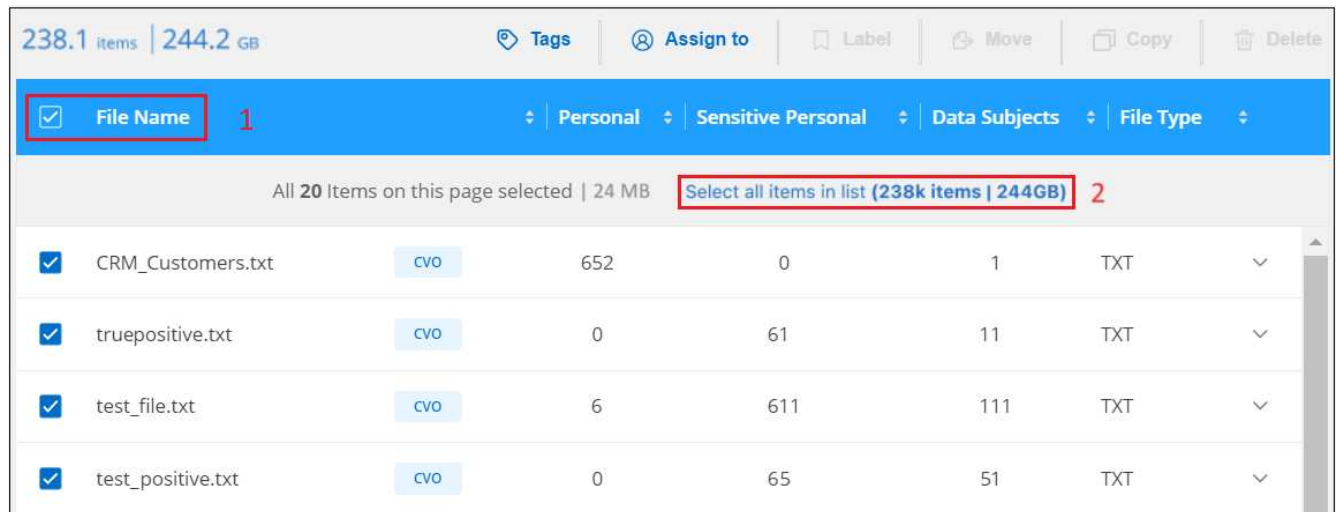 238.1 items | 244.2 GB Tags Assign to Label Move Copy Delete
File Name 1 Personal Sensitive Personal Data Subjects File Type
All 20 Items on this page selected | 24 MB Select all items in list (238k items | 244GB) 2
CRM_Customers.txt CVO 652 0 1 TXT
truepositive.txt CVO 0 61 11 TXT
test_file.txt CVO 6 611 111 TXT
test_positive.txt CVO 0 65 51 TXT